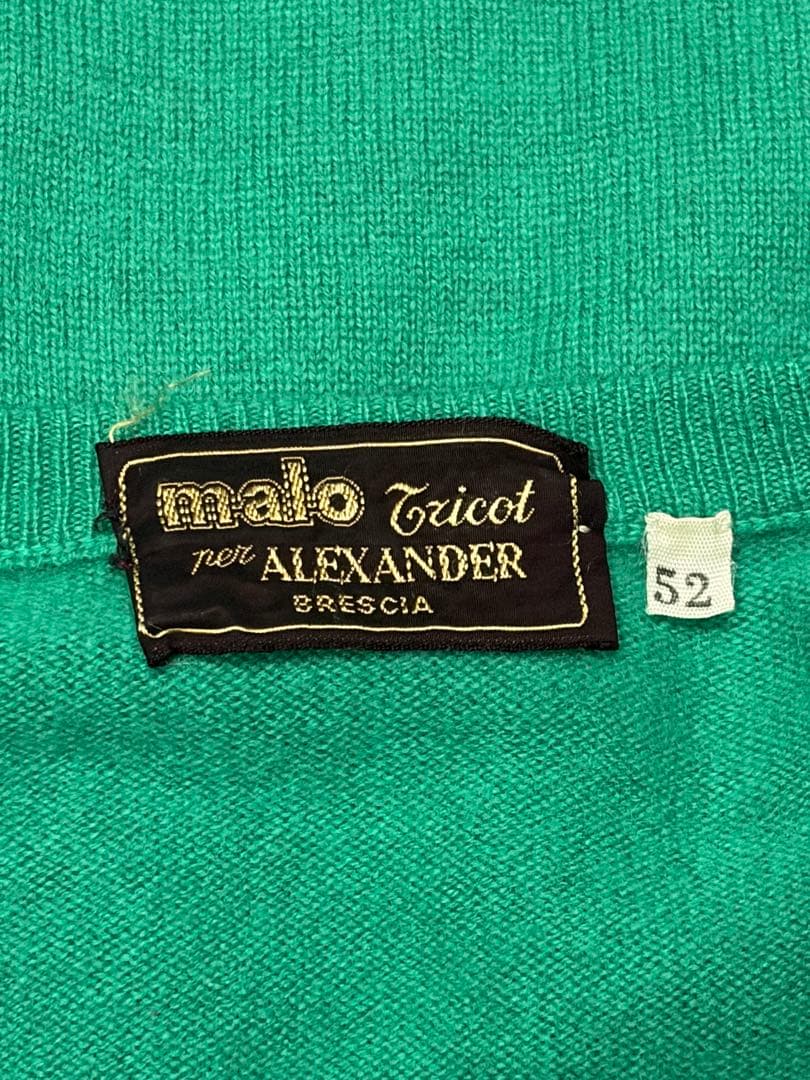 malo Tricot
per ALEXANDER
BRESCIA
52